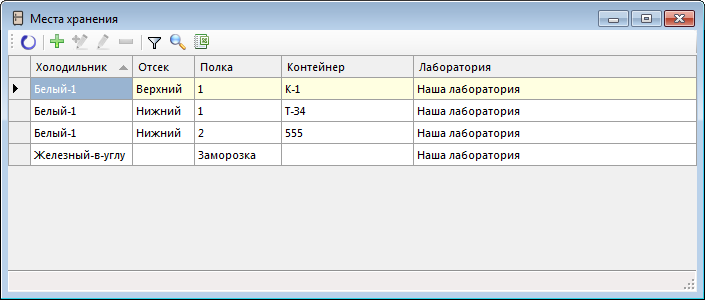 Места хранения
Холодильник Отсек Полка Контейнер Лаборатория
Белый-1 Верхний 1 К-1 Наша лаборатория
Белый-1 Нижний 1 Т-34 Наша лаборатория
Белый-1 Нижний 2 555 Наша лаборатория
Железный-в-углу Заморозка Наша лаборатория